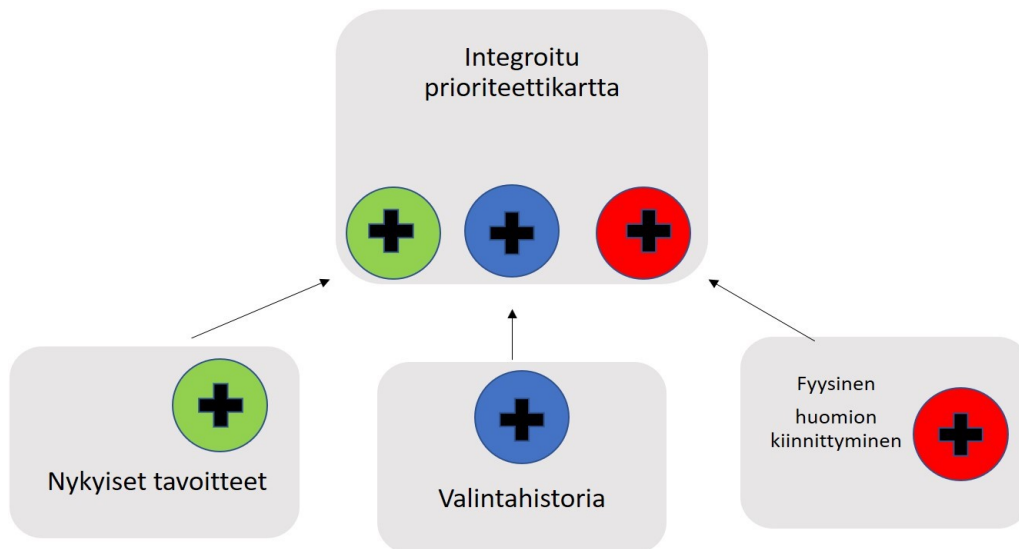 Integroitu
prioriteettikartta
Nykyiset tavoitteet
Valintahistoria
Fyysinen
huomion
kiinnittyminen